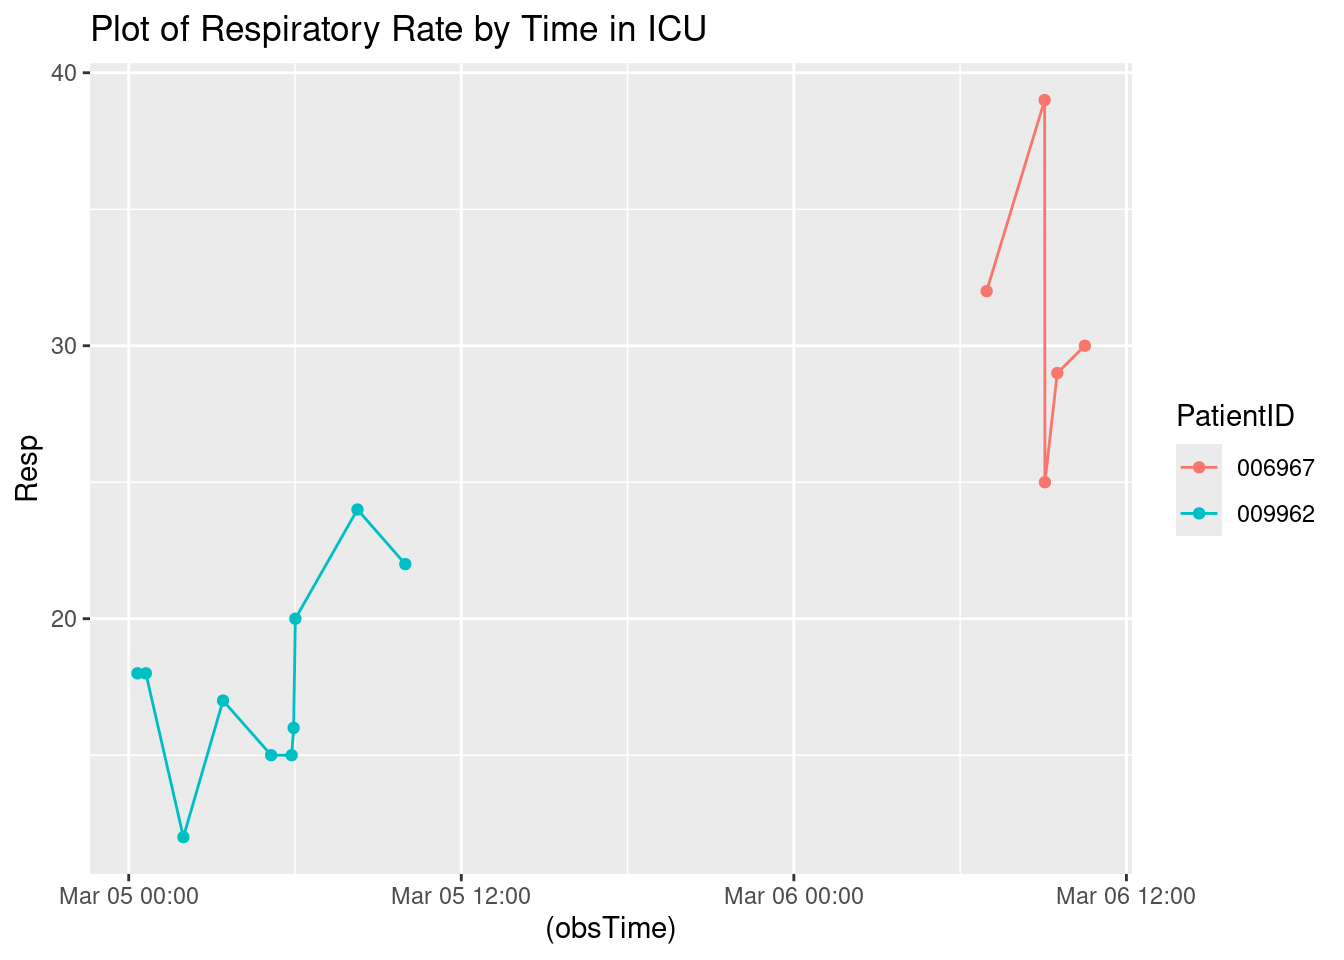 Plot of Respiratory Rate by Time in ICU
40
30
20
Resp
Mar 05 00:00
Mar 05 12:00
Mar 06 00:00
Mar 06 12:00
(obsTime)
PatientID
006967
009962